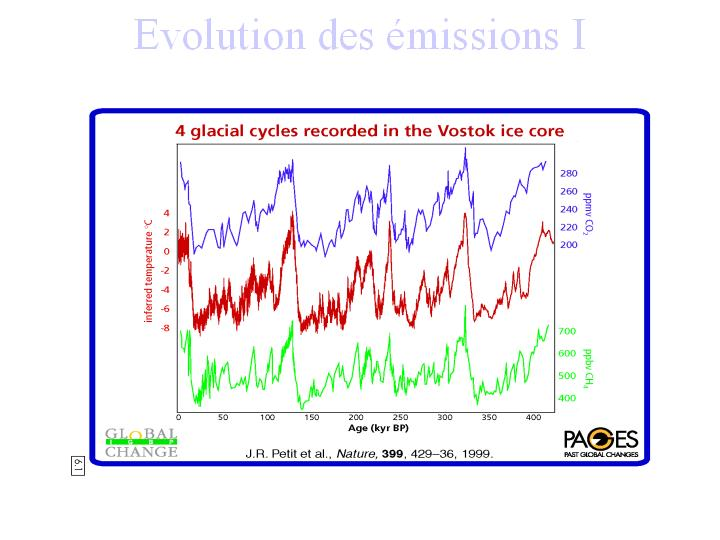 Evolution des émissions I
4 glacial cycles recorded in the Vostok ice core
280
260
240
220
200
ppmv CO2
4
2
0
-2
-4
-6
-8
inferred temperature °C
700
600
500
400
ppbv CH4
0 50 100 150 200 250 300 350 400
Age (kyr BP)
GLOBAL
I G B P
CHANGE
PAGES
PAST GLOBAL CHANGES
J.R. Petit et al., Nature, 399, 429–36, 1999.
6.1